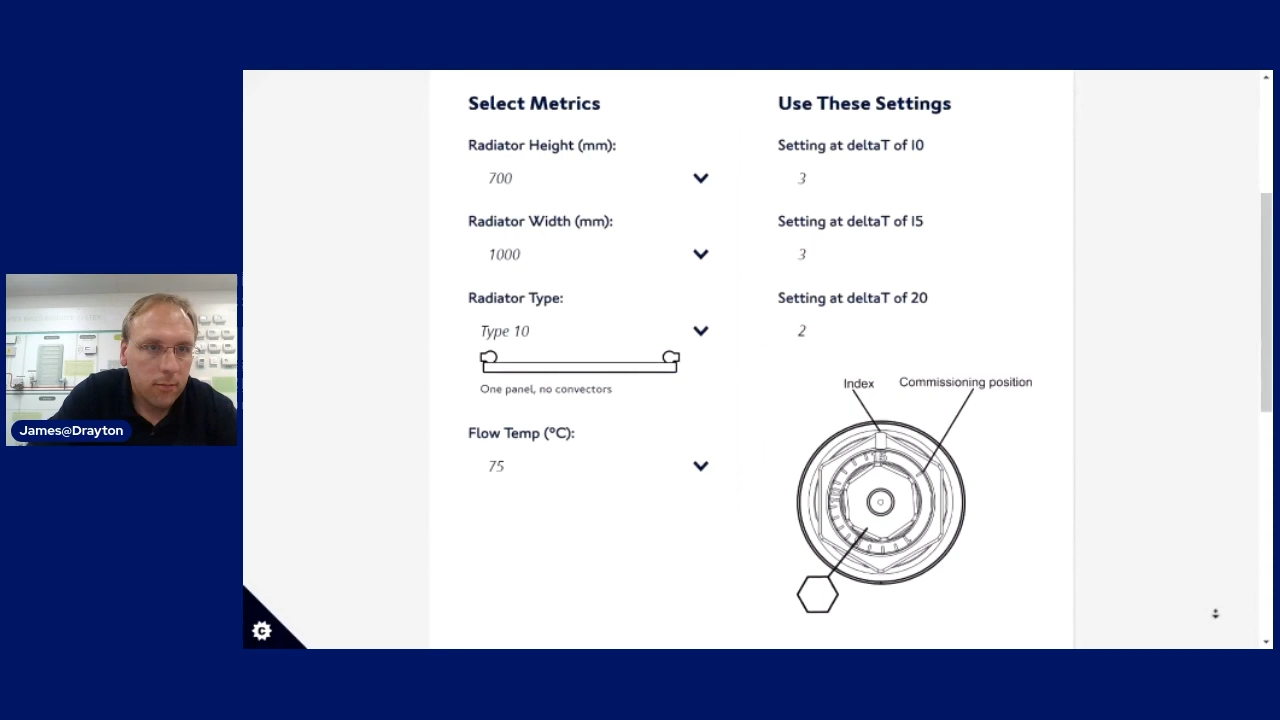 Select Metrics
Radiator Height (mm):
700
Radiator Width (mm):
1000
Radiator Type:
Type 10
One panel, no convectors
Flow Temp (°C):
75
Use These Settings
Setting at deltaT of 10
3
Setting at deltaT of 15
3
Setting at deltaT of 20
2
Index
Commissioning position
James@Drayton
C